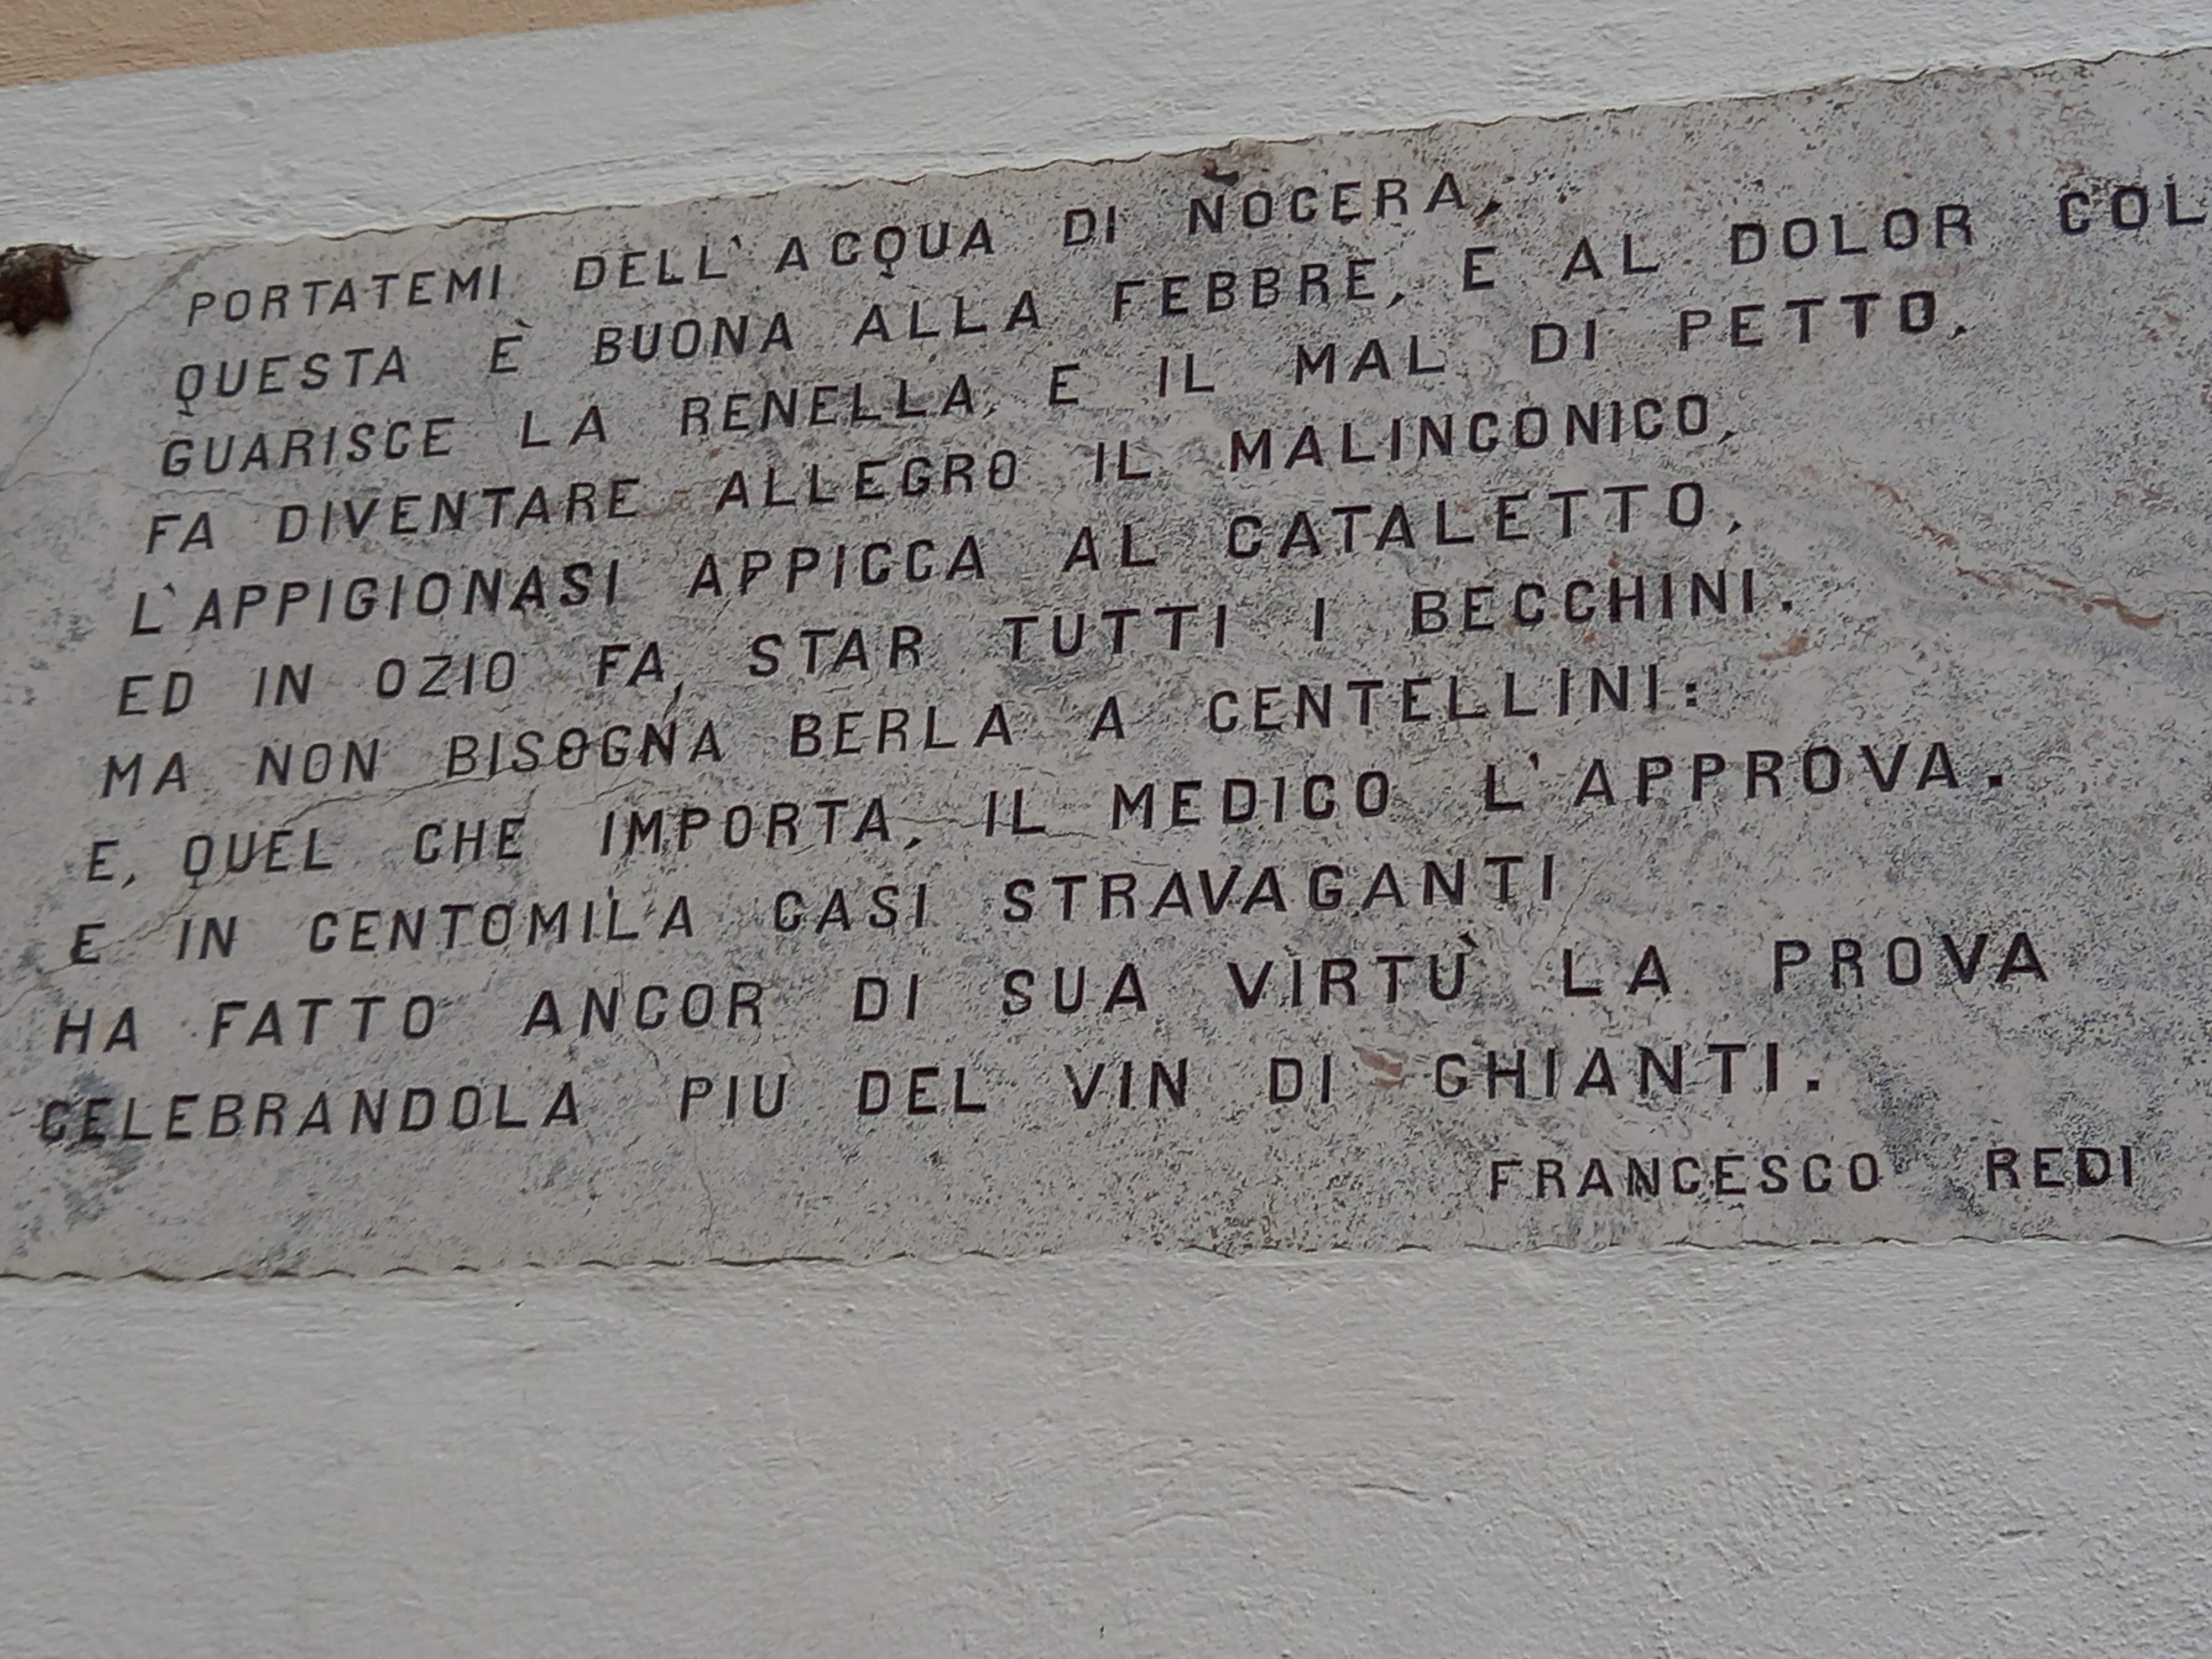 PORTATEMI DELL'ACQUA DI NOCERA,
QUESTA È BUONA ALLA FEBBRE, E AL DOLOR COL
GUARISCE LA RENELLA, E IL MAL DI PETTO,
FA DIVENTARE ALLEGRO IL MALINCONICO,
L'APPIGIONASI APPICCA AL CATALETTO,
ED IN OZIO FA, STAR TUTTI I BECCHINI.
MA NON BISOGNA BERLA A CENTELLINI:
E, QUEL CHE IMPORTA, IL MEDICO L'APPROVA.
E IN CENTOMIL'A CASI STRAVAGANTI
HA FATTO ANCOR DI SUA VIRTÙ LA PROVA
CELEBRANDOLA PIU DEL VIN DI CHIANTI.
FRANCESCO REDI